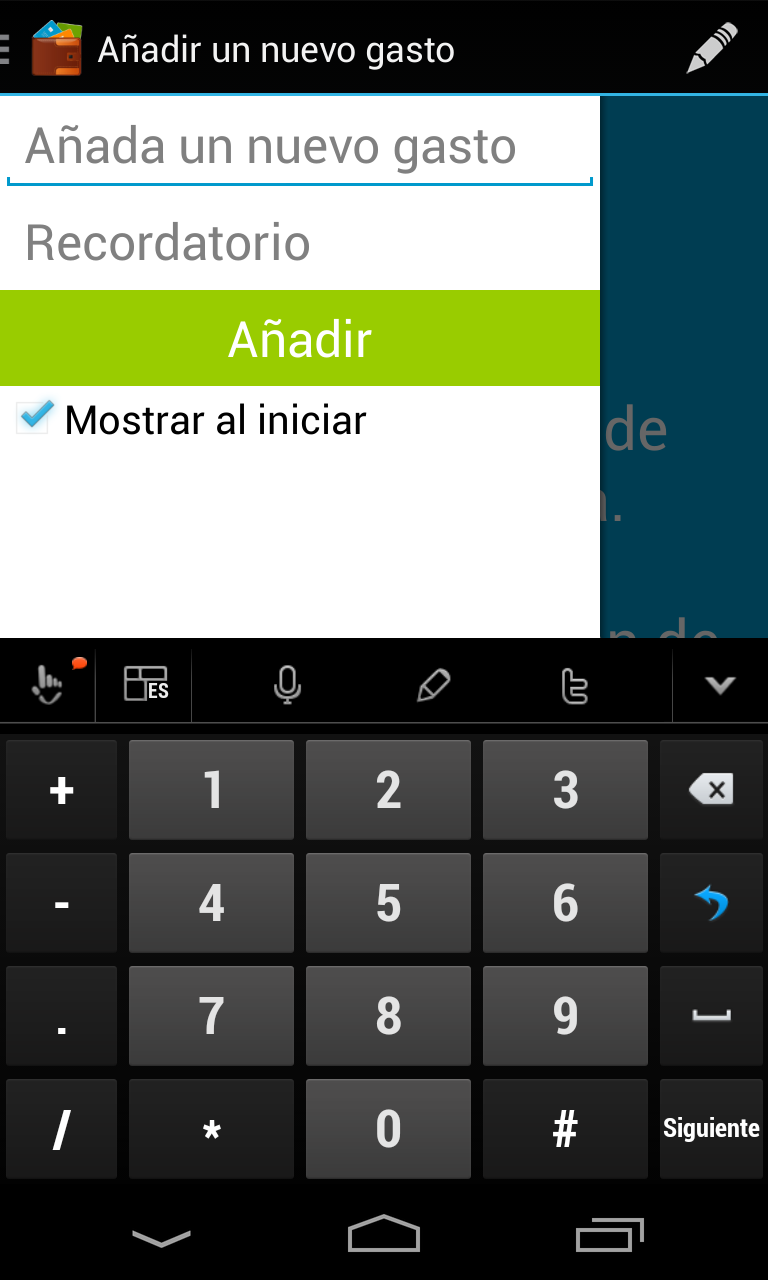 Añadir un nuevo gasto
Añada un nuevo gasto
Recordatorio
Añadir
Mostrar al iniciar
de
.
de
ES
+ 1 2 3
- 4 5 6
. 7 8 9
/ * 0 # Siguiente